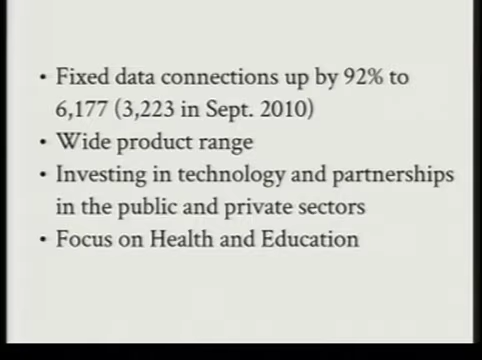 • Fixed data connections up by 92% to
6,177 (3,223 in Sept. 2010)
• Wide product range
• Investing in technology and partnerships
in the public and private sectors
• Focus on Health and Education